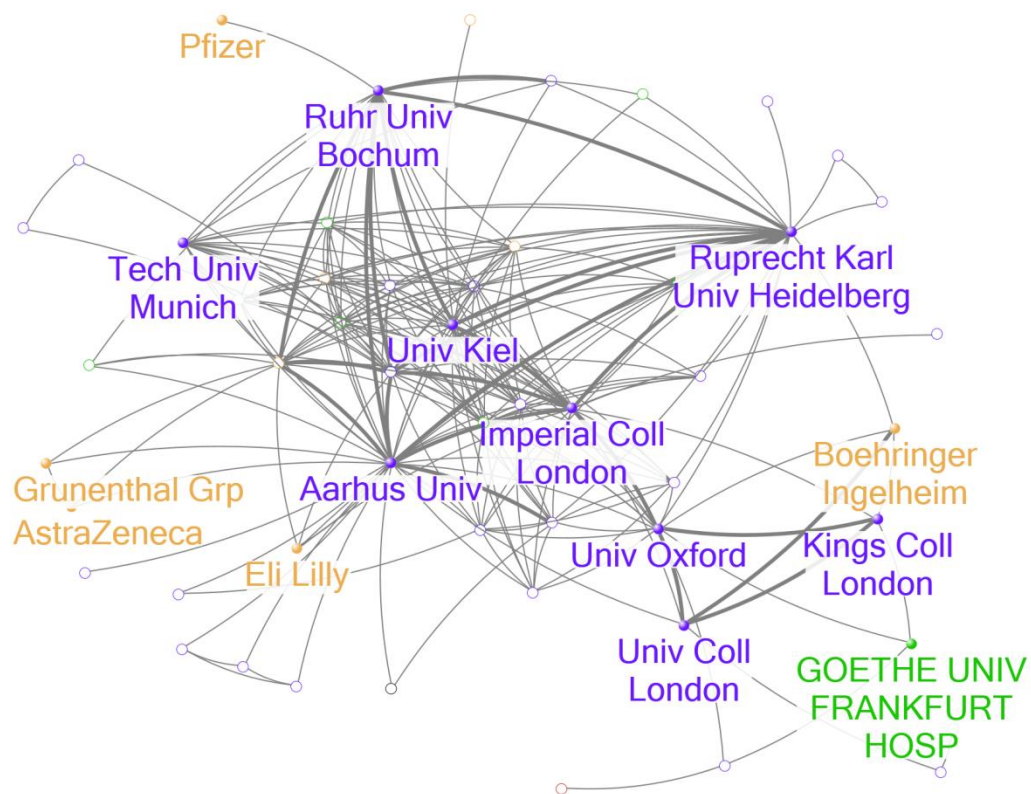 Pfizer
Ruhr Univ
Bochum
Tech Univ
Munich
Ruprecht Karl
Univ Heidelberg
Univ Kiel
Imperial Coll
London
Boehringer
Ingelheim
Grunenthal Grp
AstraZeneca
Aarhus Univ
Eli Lilly
Univ Oxford
Kings Coll
London
Univ Coll
London
GOETHE UNIV
FRANKFURT
HOSP